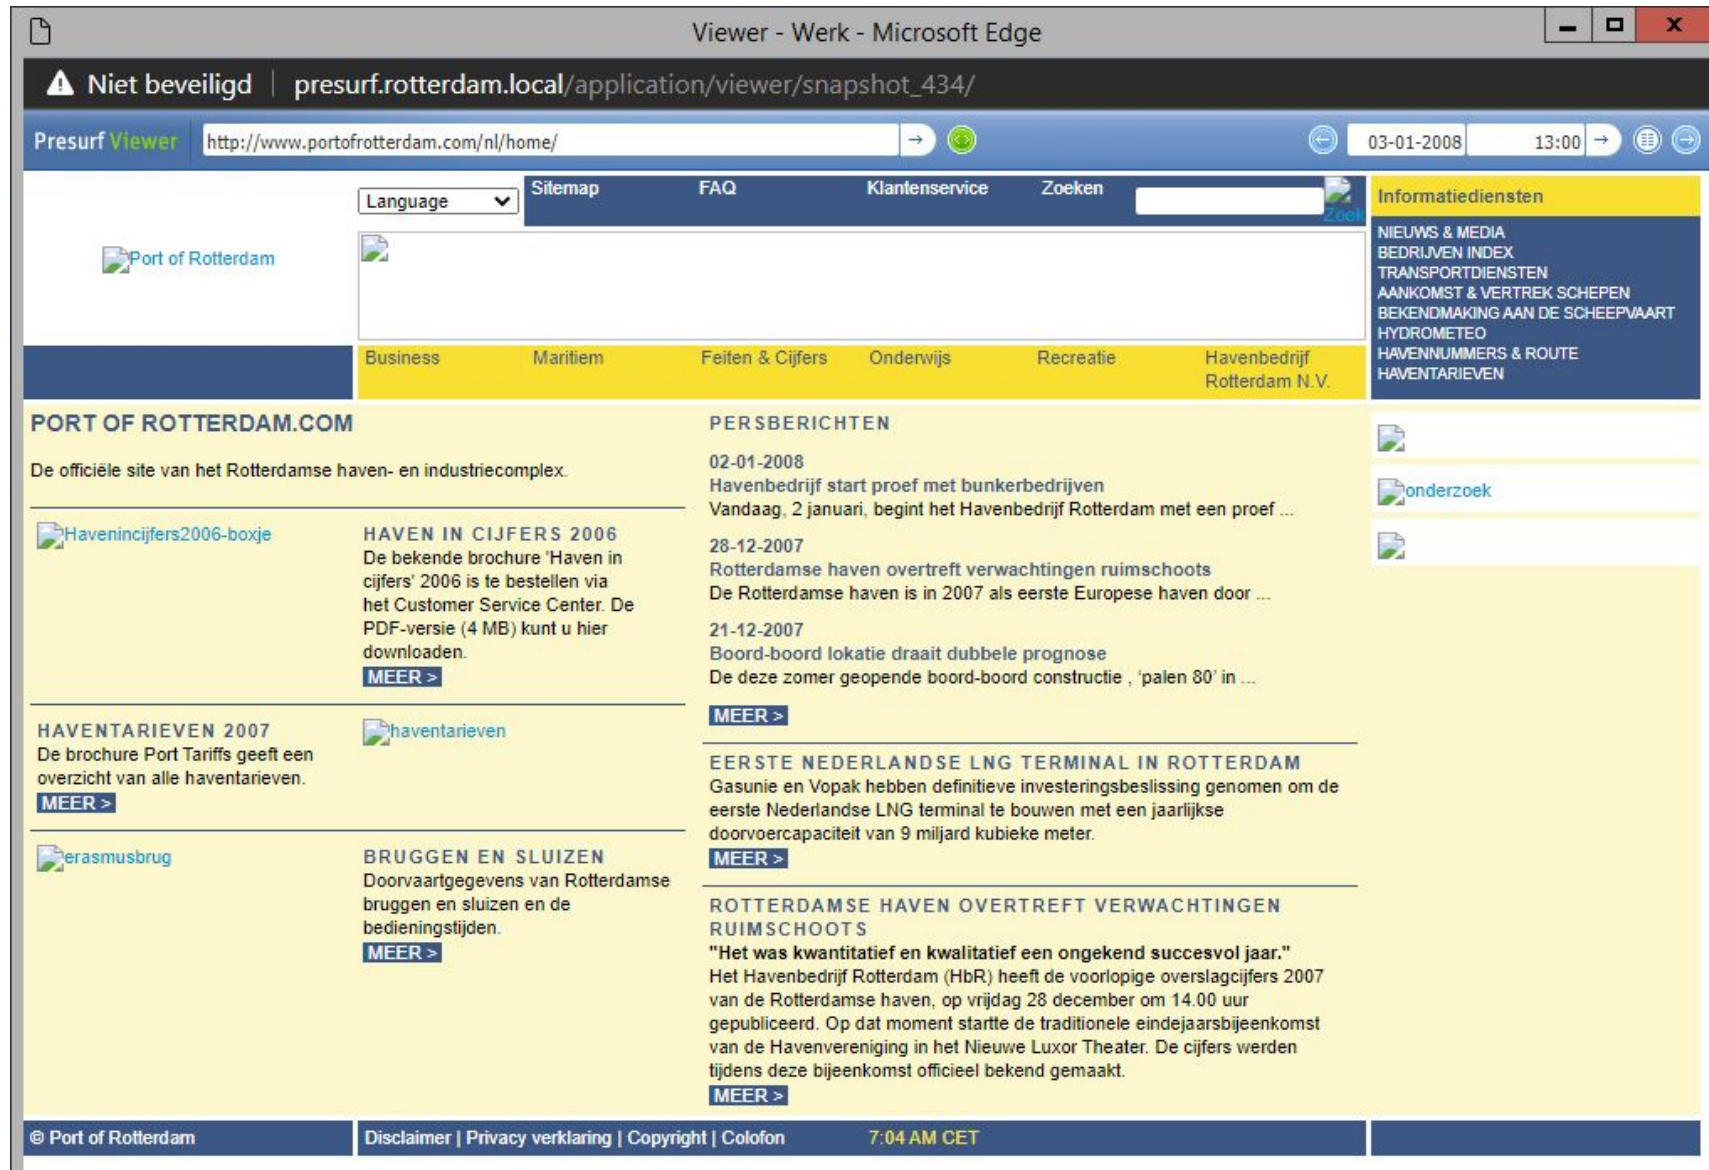 Viewer - Werk - Microsoft Edge
Niet beveiligd | presurf.rotterdam.local/application/viewer/snapshot_434/
Presurf Viewer
http://www.portofrotterdam.com/nl/home/
03-01-2008
13:00
Port of Rotterdam
Language
Sitemap
FAQ
Klantenservice
Zoeken
Zoek
Business
Maritiem
Feiten & Cijfers
Onderwijs
Recreatie
Havenbedrijf
Rotterdam N.V.
Informatiediensten
NIEUWS & MEDIA
BEDRIJVEN INDEX
TRANSPORTDIENSTEN
AANKOMST & VERTREK SCHEPEN
BEKENDMAKING AAN DE SCHEEPVAART
HYDROMETEO
HAVENNUMMERS & ROUTE
HAVENTARIEVEN
PORT OF ROTTERDAM.COM
De officiële site van het Rotterdamse haven- en industriecomplex.
Havenincijfers2006-boxje
HAVEN IN CIJFERS 2006
De bekende brochure 'Haven in
cijfers' 2006 is te bestellen via
het Customer Service Center. De
PDF-versie (4 MB) kunt u hier
downloaden.
MEER >
HAVENTARIEVEN 2007
De brochure Port Tariffs geeft een
overzicht van alle haventarieven.
MEER >
haventarieven
erasmusbrug
BRUGGEN EN SLUIZEN
Doorvaartgegevens van Rotterdamse
bruggen en sluizen en de
bedieningstijden.
MEER >
PERSBERICHTEN
02-01-2008
Havenbedrijf start proef met bunkerbedrijven
Vandaag, 2 januari, begint het Havenbedrijf Rotterdam met een proef ...
28-12-2007
Rotterdamse haven overtreft verwachtingen ruimschoots
De Rotterdamse haven is in 2007 als eerste Europese haven door ...
21-12-2007
Boord-boord lokatie draait dubbele prognose
De deze zomer geopende boord-boord constructie , ‘palen 80’ in ...
MEER >
EERSTE NEDERLANDSE LNG TERMINAL IN ROTTERDAM
Gasunie en Vopak hebben definitieve investeringsbeslissing genomen om de
eerste Nederlandse LNG terminal te bouwen met een jaarlijkse
doorvoercapaciteit van 9 miljard kubieke meter.
MEER >
ROTTERDAMSE HAVEN OVERTREFT VERWACHTINGEN
RUIMSCHOOTS
"Het was kwantitatief en kwalitatief een ongekend succesvol jaar."
Het Havenbedrijf Rotterdam (HbR) heeft de voorlopige overslagcijfers 2007
van de Rotterdamse haven, op vrijdag 28 december om 14.00 uur
gepubliceerd. Op dat moment startte de traditionele eindejaarsbijeenkomst
van de Havenvereniging in het Nieuwe Luxor Theater. De cijfers werden
tijdens deze bijeenkomst officieel bekend gemaakt.
MEER >
onderzoek
© Port of Rotterdam
Disclaimer | Privacy verklaring | Copyright | Colofon
7:04 AM CET